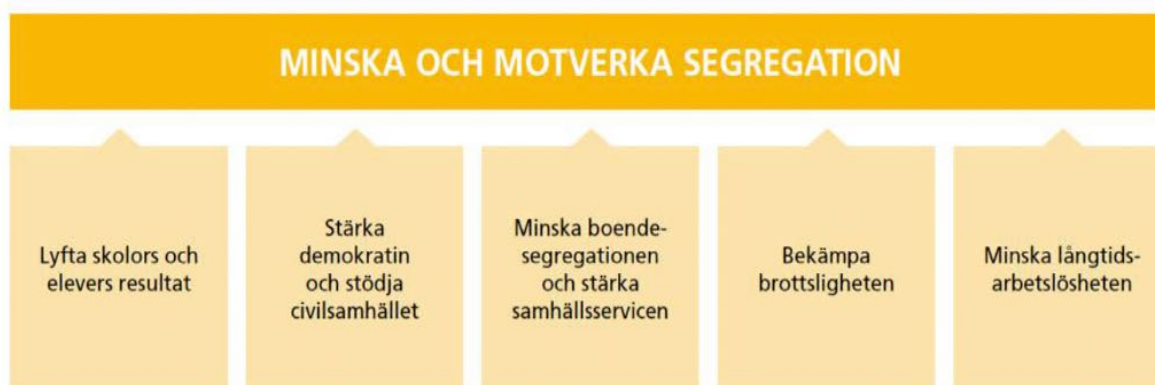 MINSKA OCH MOTVERKA SEGREGATION
Lyfta skolors och
elevers resultat
Stärka
demokratin
och stödja
civilsamhället
Minska boende-
segregationen
och stärka
samhällsservicen
Bekämpa
brottsligheten
Minska långtids-
arbetslösheten